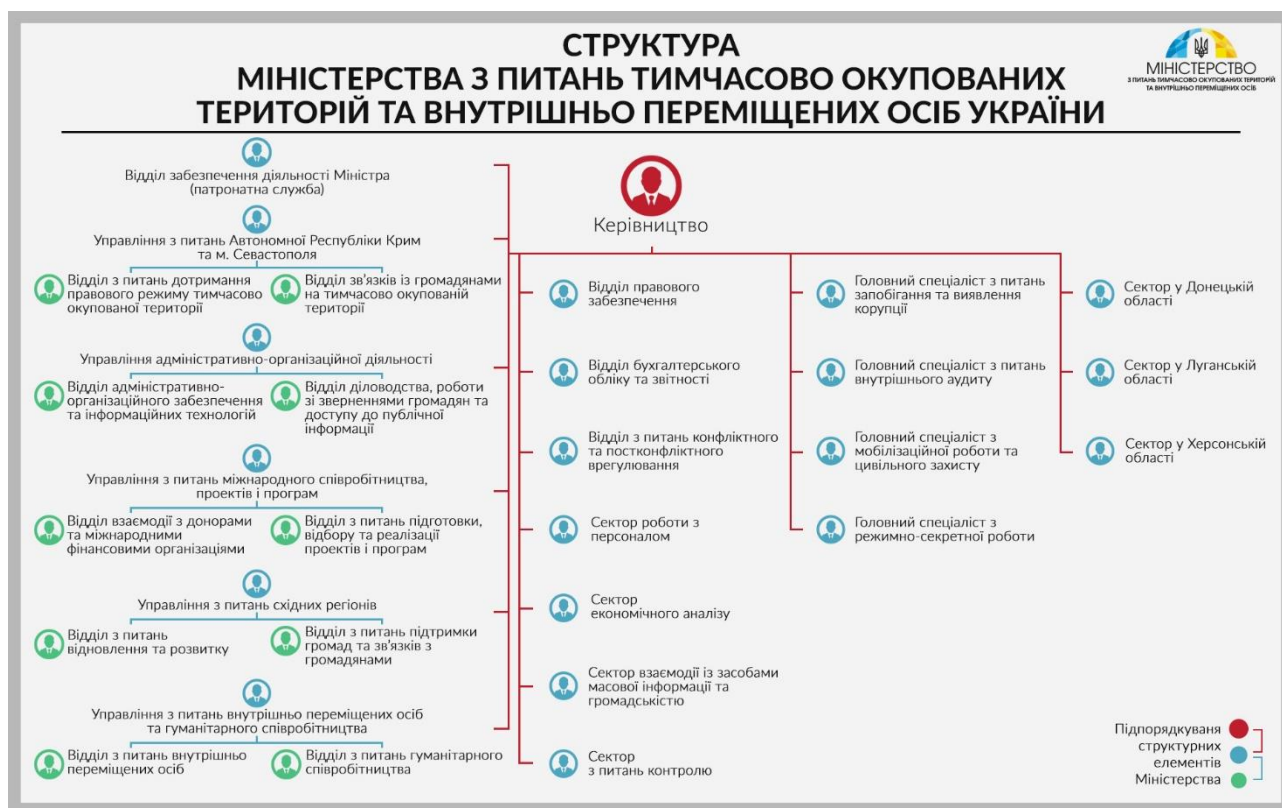 СТРУКТУРА
МІНІСТЕРСТВА З ПИТАНЬ ТИМЧАСОВО ОКУПОВАНИХ
ТЕРИТОРІЙ ТА ВНУТРІШНЬО ПЕРЕМІЩЕНИХ ОСІБ УКРАЇНИ
МІНІСТЕРСТВО
З ПИТАНЬ ТИМЧАСОВО ОКУПОВАНИХ ТЕРИТОРІЙ
ТА ВНУТРІШНЬО ПЕРЕМІЩЕНИХ ОСІБ
Відділ забезпечення діяльності Міністра
(патронатна служба)
Управління з питань Автономної Республіки Крим
та м. Севастополя
Відділ з питань дотримання
правового режиму тимчасово
окупованої території
Відділ зв'язків із громадянами
на тимчасово окупованій
території
Управління адміністративно-організаційної діяльності
Відділ адміністративно-
організаційного забезпечення
та інформаційних технологій
Відділ діловодства, роботи
зі зверненнями громадян та
доступу до публічної
інформації
Управління з питань міжнародного співробітництва,
проектів і програм
Відділ взаємодії з донорами
та міжнародними
фінансовими організаціями
Відділ з питань підготовки,
відбору та реалізації
проектів і програм
Управління з питань східних регіонів
Відділ з питань
відновлення та розвитку
Відділ з питань підтримки
громад та зв'язків з
громадянами
Управління з питань внутрішньо переміщених осіб
та гуманітарного співробітництва
Відділ з питань внутрішньо
переміщених осіб
Відділ з питань гуманітарного
співробітництва
Керівництво
Відділ правового
забезпечення
Відділ бухгалтерського
обліку та звітності
Відділ з питань конфліктного
та постконфліктного
врегулювання
Сектор роботи з
персоналом
Сектор
економічного аналізу
Сектор взаємодії із засобами
масової інформації та
громадськістю
Сектор
з питань контролю
Головний спеціаліст з питань
запобігання та виявлення
корупції
Головний спеціаліст з питань
внутрішнього аудиту
Головний спеціаліст з
мобілізаційної роботи та
цивільного захисту
Головний спеціаліст з
режимно-секретної роботи
Сектор у Донецькій
області
Сектор у Луганській
області
Сектор у Херсонській
області
Підпорядкуваня
структурних
елементів
Міністерства